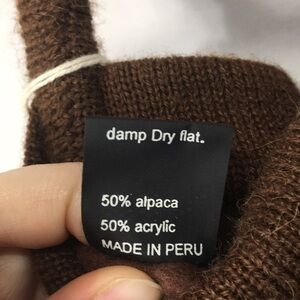 damp Dry flat.
50% alpaca
50% acrylic
MADE IN PERU